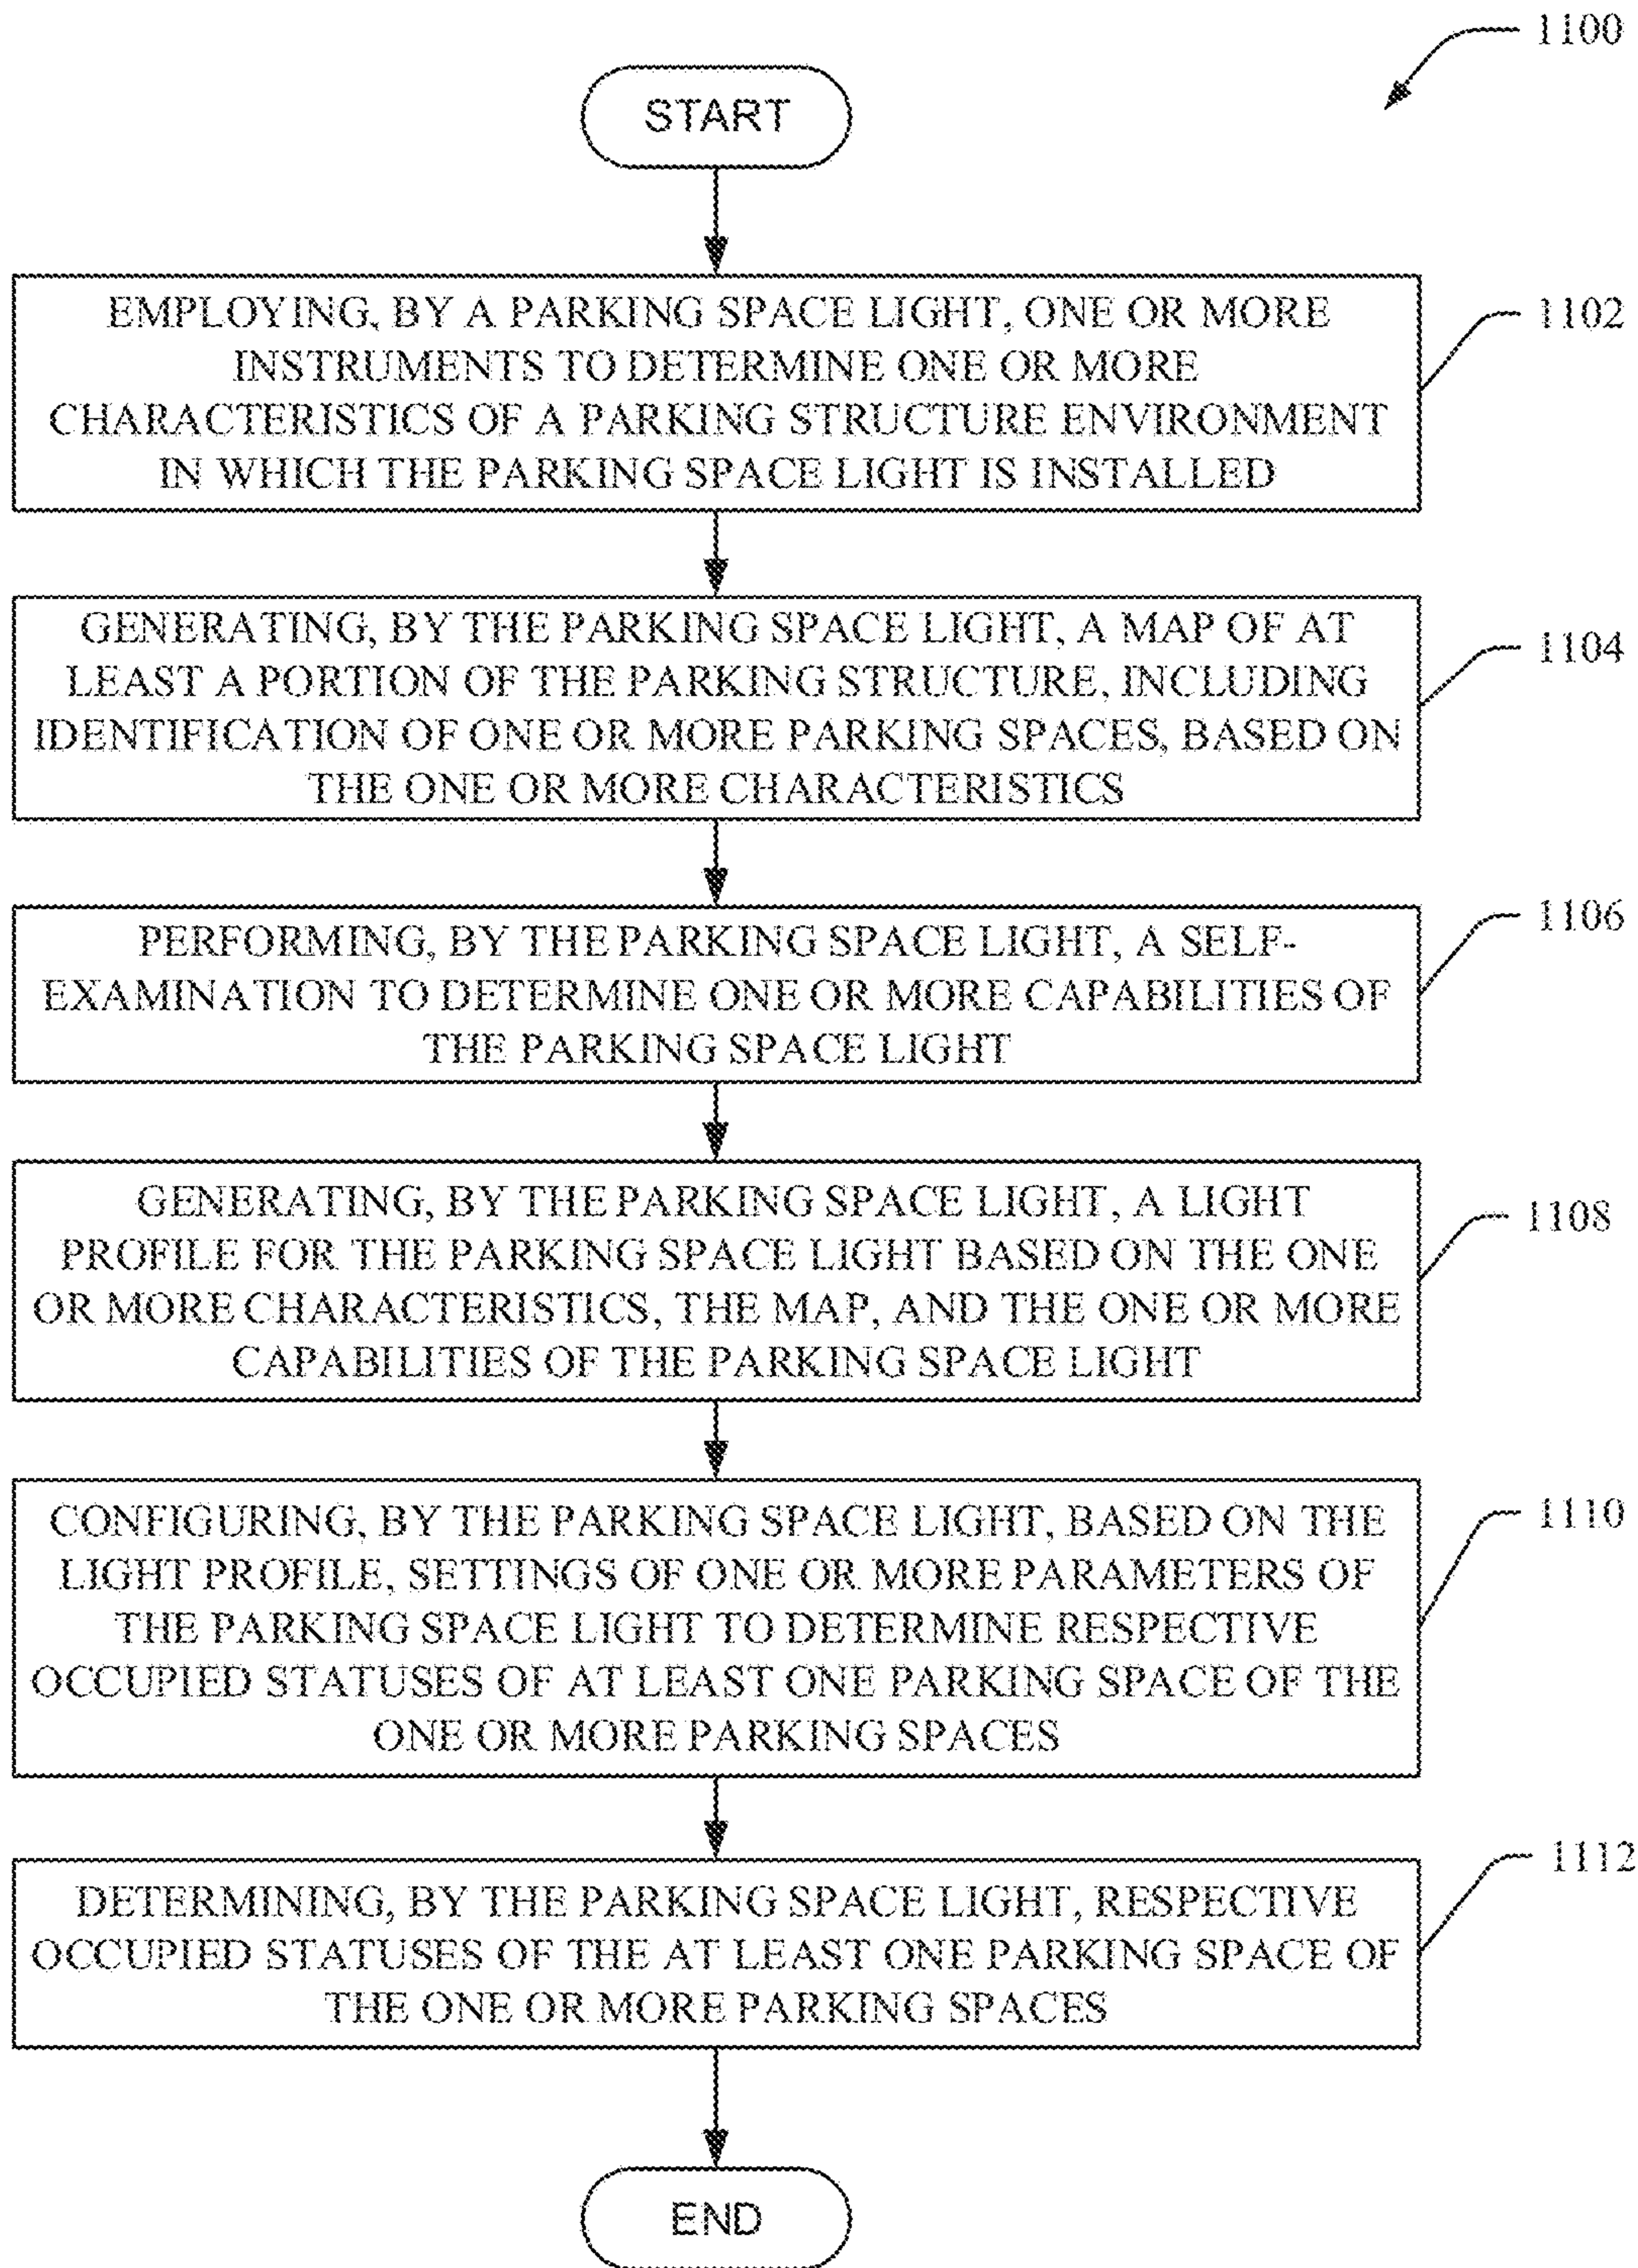 1100
START
EMPLOYING, BY A PARKING SPACE LIGHT, ONE OR MORE
INSTRUMENTS TO DETERMINE ONE OR MORE
CHARACTERISTICS OF A PARKING STRUCTURE ENVIRONMENT
IN WHICH THE PARKING SPACE LIGHT IS INSTALLED
1102
GENERATING, BY THE PARKING SPACE LIGHT, A MAP OF AT
LEAST A PORTION OF THE PARKING STRUCTURE, INCLUDING
IDENTIFICATION OF ONE OR MORE PARKING SPACES, BASED ON
THE ONE OR MORE CHARACTERISTICS
1104
PERFORMING, BY THE PARKING SPACE LIGHT, A SELF-
EXAMINATION TO DETERMINE ONE OR MORE CAPABILITIES OF
THE PARKING SPACE LIGHT
1106
GENERATING, BY THE PARKING SPACE LIGHT, A LIGHT
PROFILE FOR THE PARKING SPACE LIGHT BASED ON THE ONE
OR MORE CHARACTERISTICS, THE MAP, AND THE ONE OR MORE
CAPABILITIES OF THE PARKING SPACE LIGHT
1108
CONFIGURING, BY THE PARKING SPACE LIGHT, BASED ON THE
LIGHT PROFILE, SETTINGS OF ONE OR MORE PARAMETERS OF
THE PARKING SPACE LIGHT TO DETERMINE RESPECTIVE
OCCUPIED STATUSES OF AT LEAST ONE PARKING SPACE OF THE
ONE OR MORE PARKING SPACES
1110
DETERMINING, BY THE PARKING SPACE LIGHT, RESPECTIVE
OCCUPIED STATUSES OF THE AT LEAST ONE PARKING SPACE OF
THE ONE OR MORE PARKING SPACES
1112
END